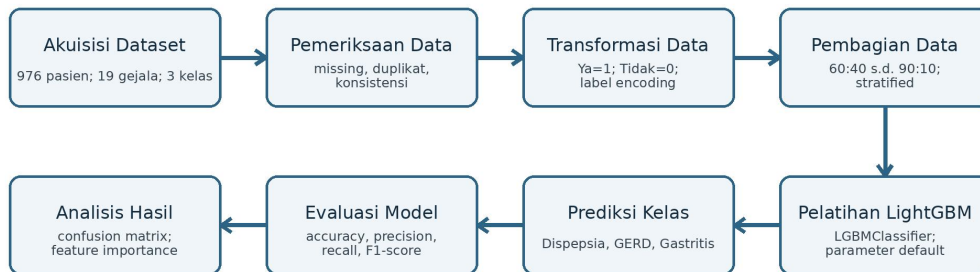 Akuisisi Dataset
976 pasien; 19 gejala; 3 kelas
Pemeriksaan Data
missing, duplikat,
konsistensi
Transformasi Data
Ya=1; Tidak=0;
label encoding
Pembagian Data
60:40 s.d. 90:10;
stratified
Pelatihan LightGBM
LGBMClassifier;
parameter default
Prediksi Kelas
Dispepsia, GERD, Gastritis
Evaluasi Model
accuracy, precision,
recall, F1-score
Analisis Hasil
confusion matrix;
feature importance